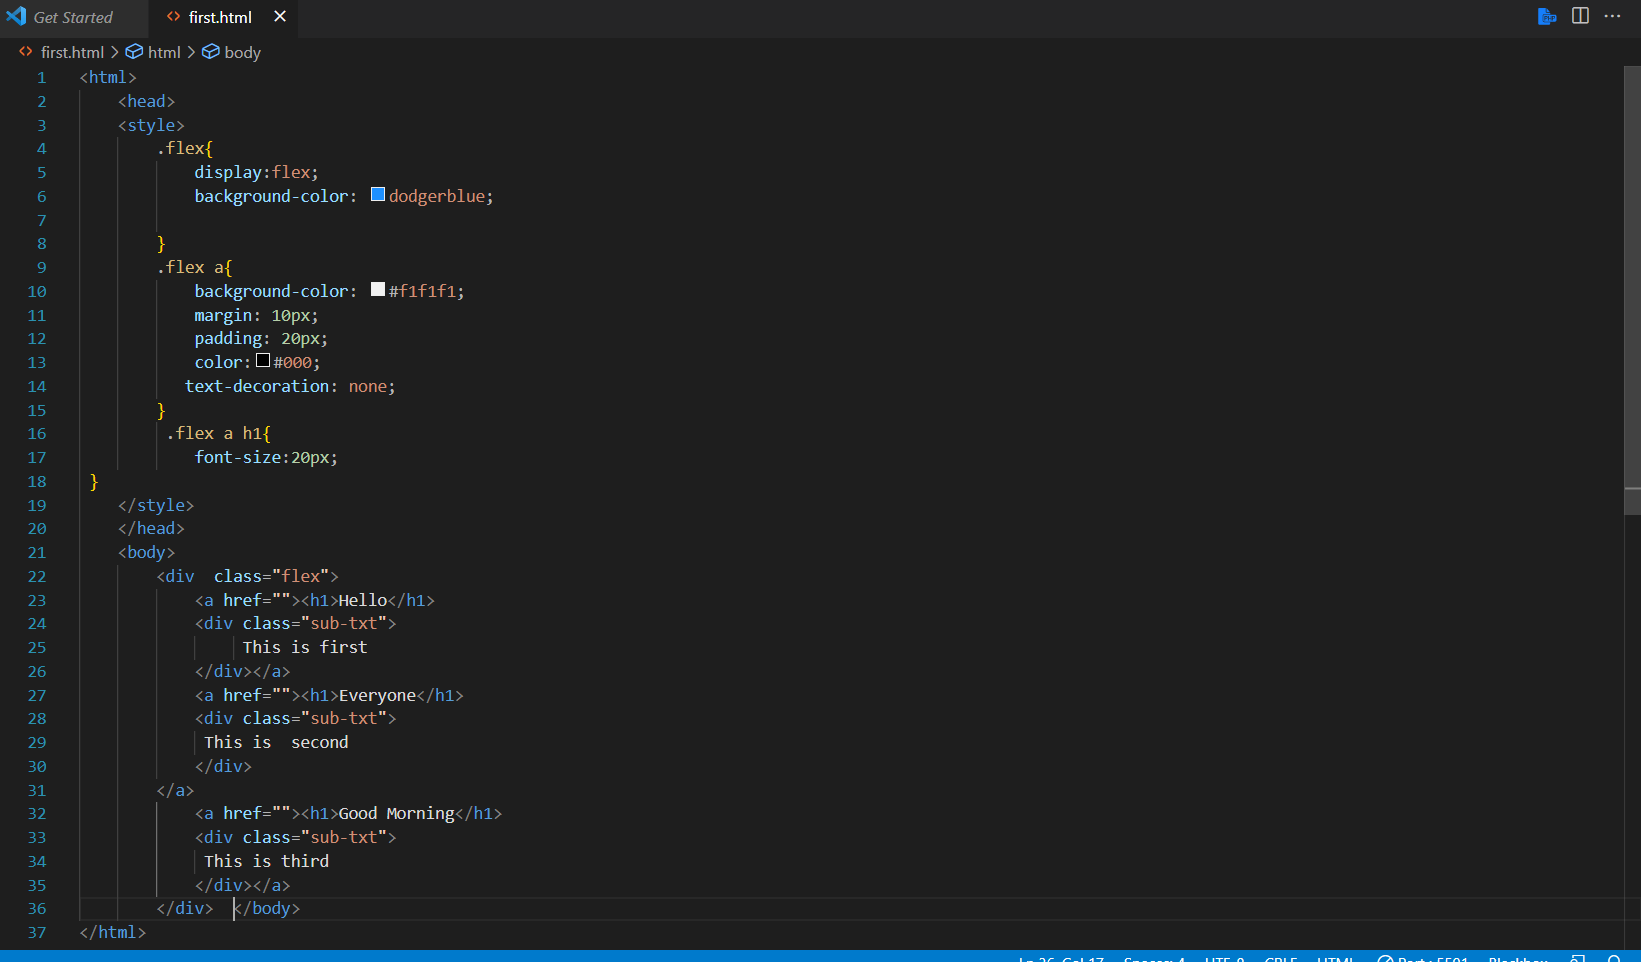 Get Started
first.html
first.html > html > body
1 <html>
2 <head>
3 <style>
4 .flex{
5 display:flex;
6 background-color: dodgerblue;
7
8 }
9 .flex a{
10 background-color: #f1f1f1;
11 margin: 10px;
12 padding: 20px;
13 color: #000;
14 text-decoration: none;
15 }
16 .flex a h1{
17 font-size:20px;
18 }
19 </style>
20 </head>
21 <body>
22 <div  class="flex">
23 <a href=""><h1>Hello</h1>
24 <div class="sub-txt">
25 This is first
26 </div></a>
27 <a href=""><h1>Everyone</h1>
28 <div class="sub-txt">
29 This is  second
30 </div>
31 </a>
32 <a href=""><h1>Good Morning</h1>
33 <div class="sub-txt">
34 This is third
35 </div></a>
36 </div>  </body>
37 </html>
Ln 36, Col 17 Spaces: 4 UTF-8 CRLF HTML Port : 5501 Blackbox